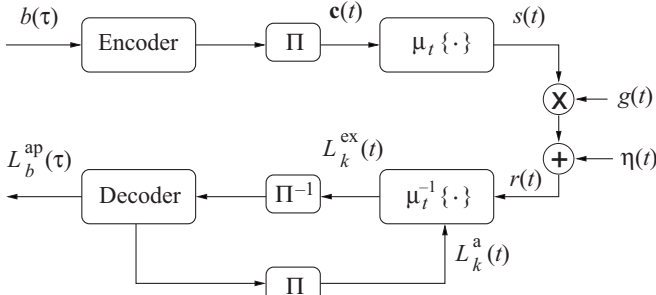 b(τ)
Encoder
Π
c(t)
μ_t {·}
s(t)
X
g(t)
+
η(t)
r(t)
L_b^ap(τ)
Decoder
Π⁻¹
L_k^ex(t)
μ_t^-1 {·}
L_k^a(t)
Π